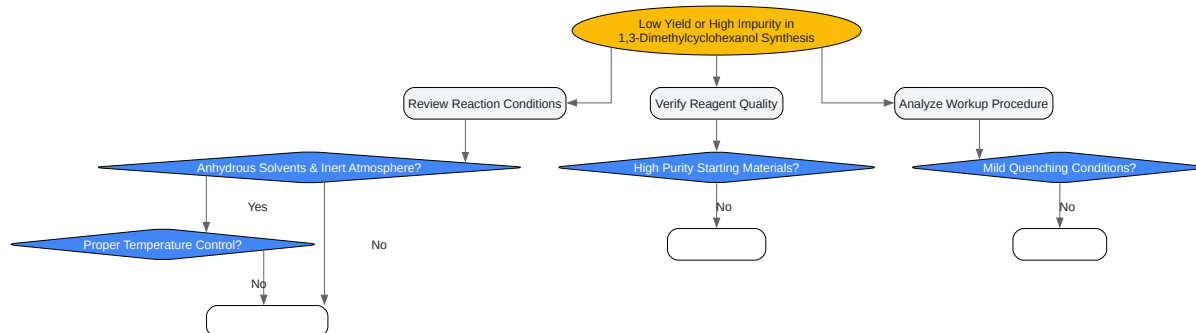 Low Yield or High Impurity in
1,3-Dimethylcyclohexanol Synthesis
Review Reaction Conditions
Verify Reagent Quality
Analyze Workup Procedure
Anhydrous Solvents & Inert Atmosphere?
High Purity Starting Materials?
Mild Quenching Conditions?
Yes
No
No
Proper Temperature Control?
No
No